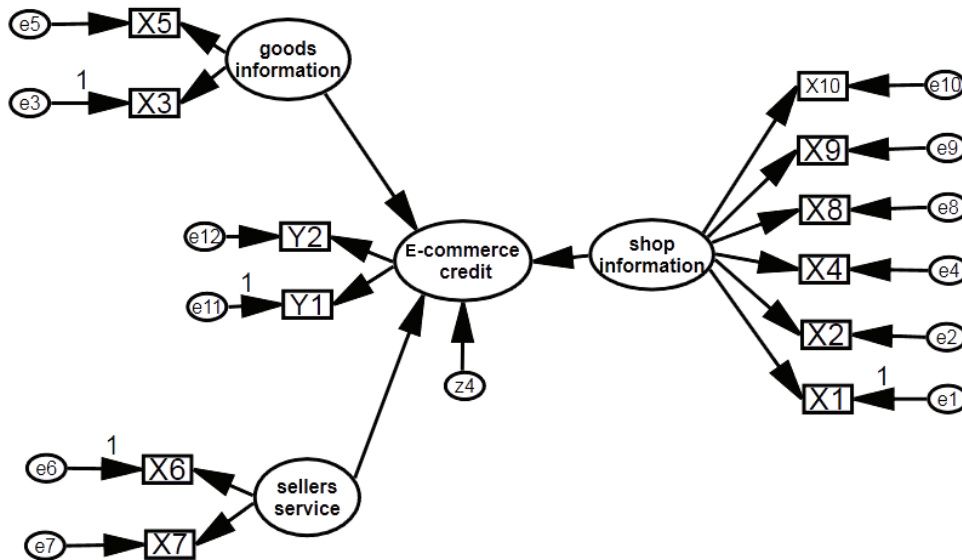 e5
X5
goods
information
1
e3
X3
X10
e10
X9
e9
X8
e8
e12
Y2
E-commerce
credit
shop
information
X4
e4
1
e11
Y1
X2
e2
z4
1
X1
e1
1
e6
X6
sellers
service
e7
X7